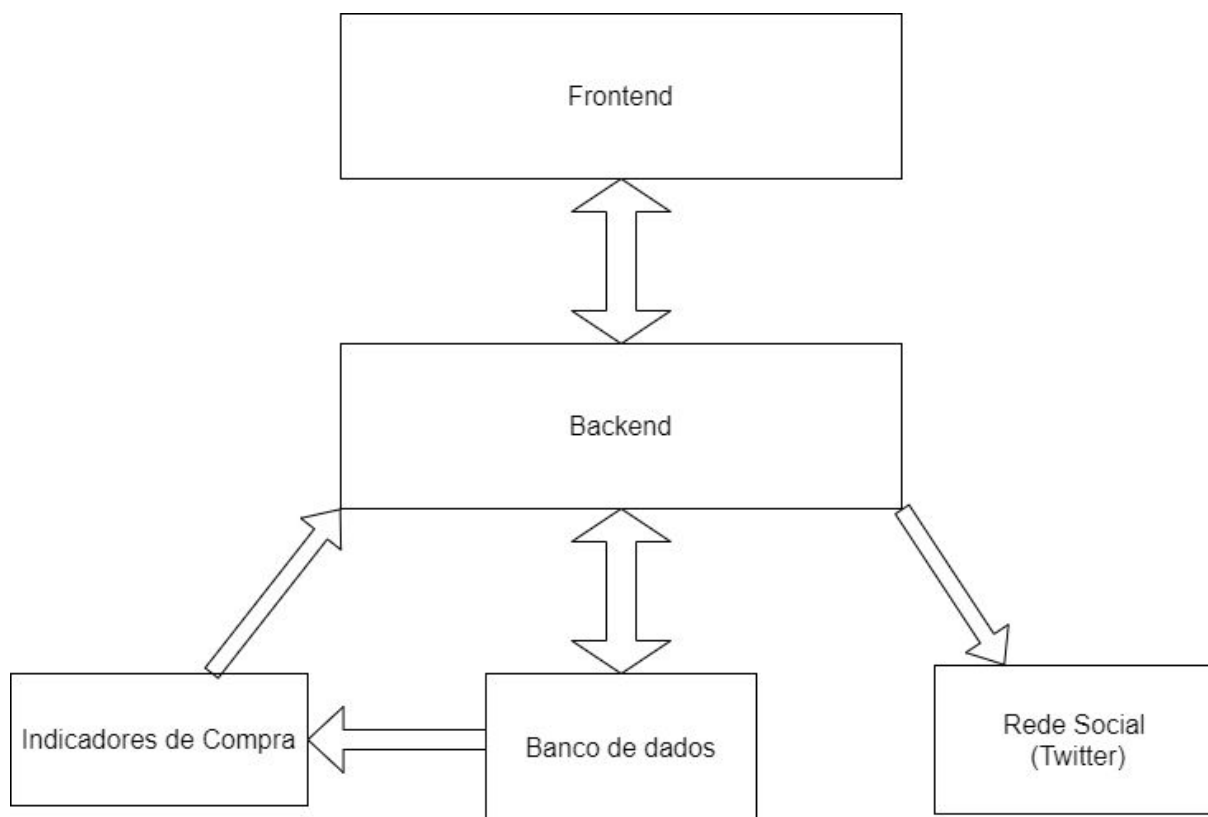 Frontend
Backend
Indicadores de Compra
Banco de dados
Rede Social
(Twitter)